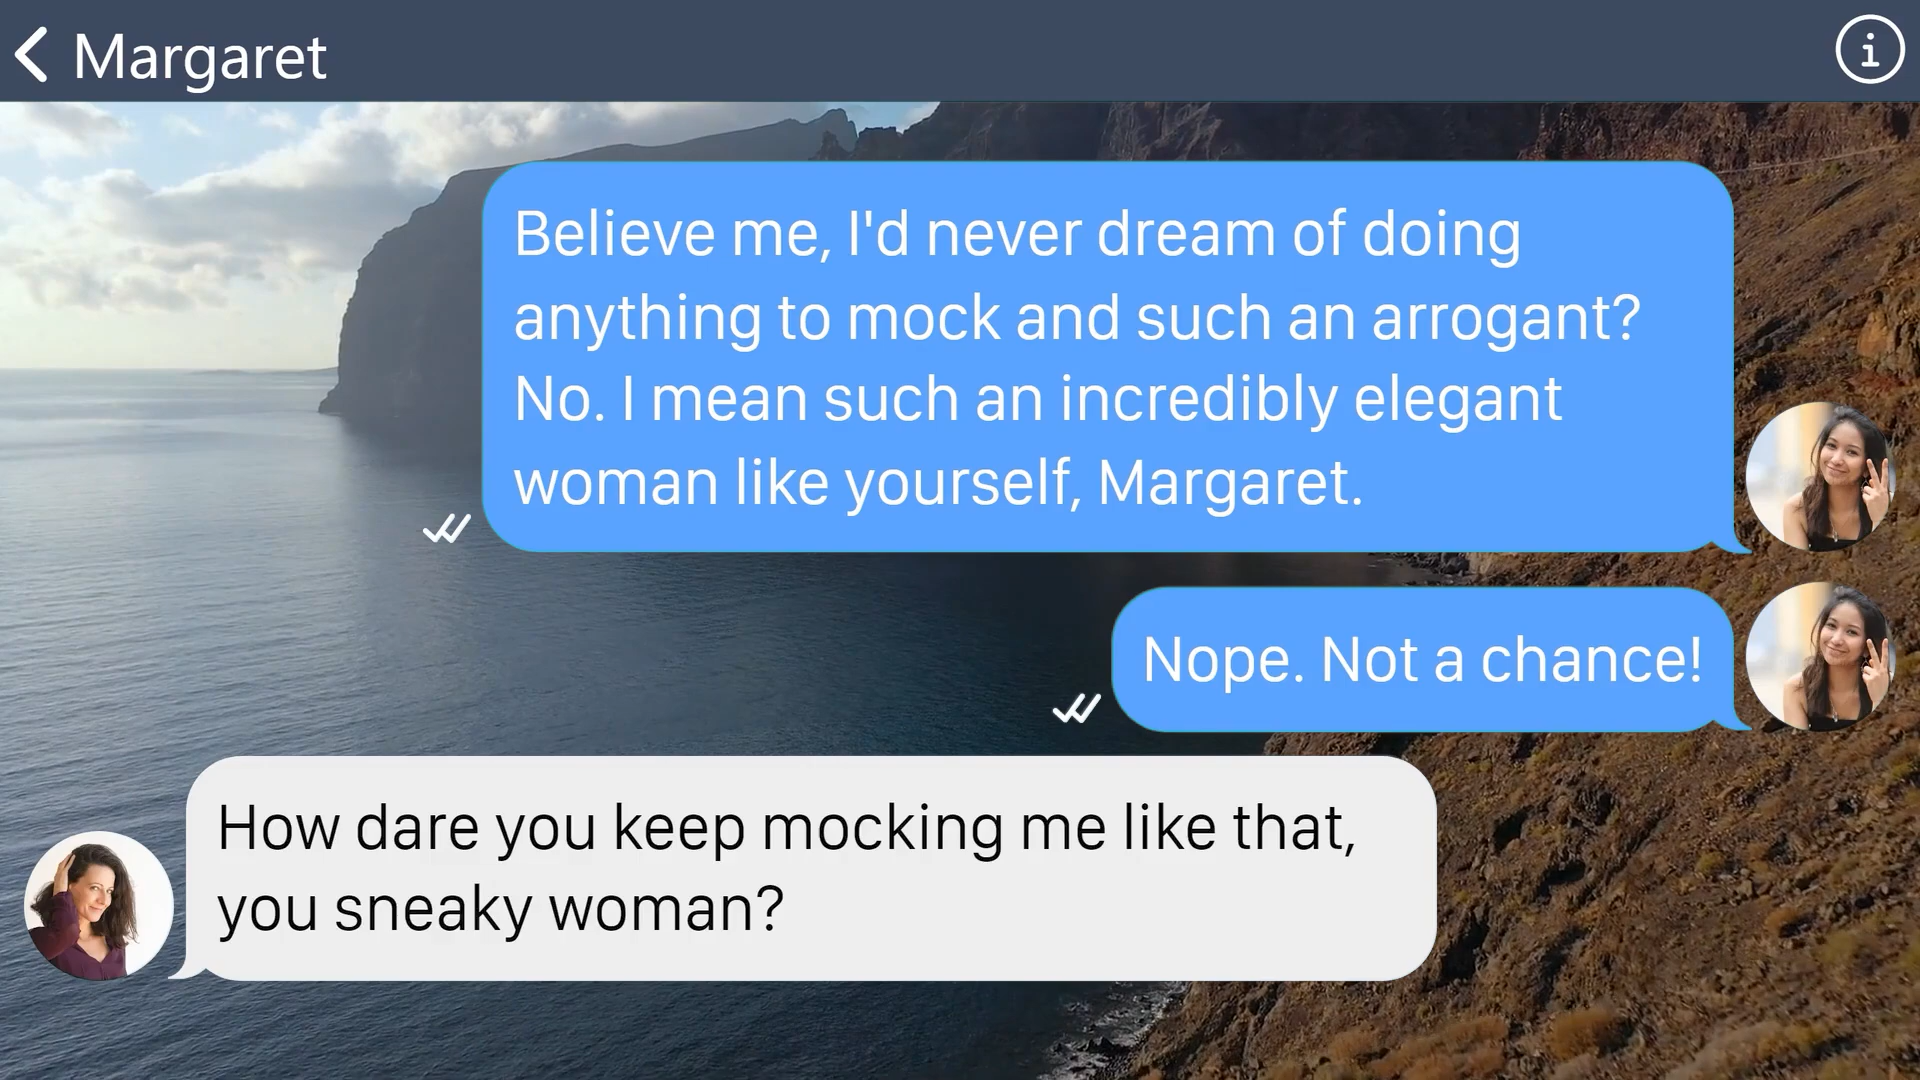 Margaret
Believe me, I'd never dream of doing
anything to mock and such an arrogant?
No. I mean such an incredibly elegant
woman like yourself, Margaret.
Nope. Not a chance!
How dare you keep mocking me like that,
you sneaky woman?